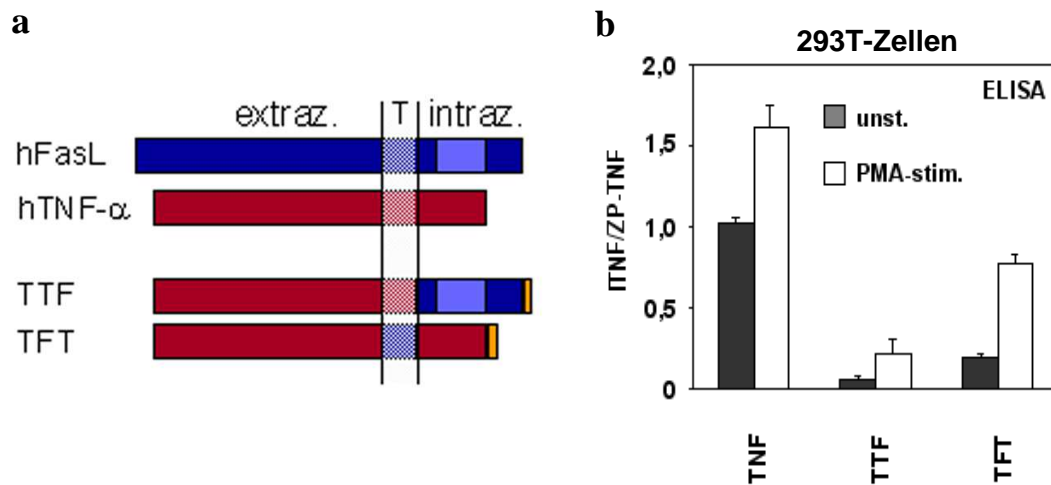 a
extraz.
T
intraz.
hFasL
hTNF-α
TTF
TFT
b
293T-Zellen
ELISA
unst.
PMA-stim.
lTNF/ZP-TNF
2,0
1,5
1,0
0,5
0
TNF
TTF
TFT